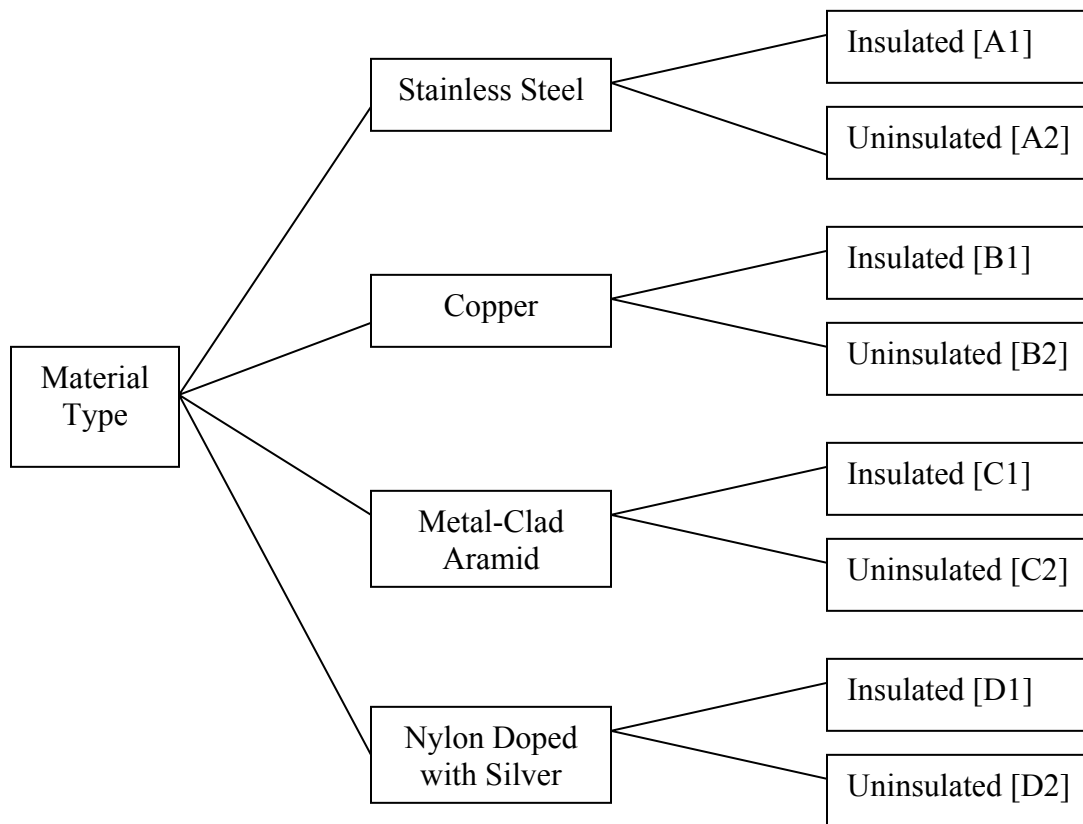 Material
Type
Stainless Steel
Insulated [A1]
Uninsulated [A2]
Copper
Insulated [B1]
Uninsulated [B2]
Metal-Clad
Aramid
Insulated [C1]
Uninsulated [C2]
Nylon Doped
with Silver
Insulated [D1]
Uninsulated [D2]